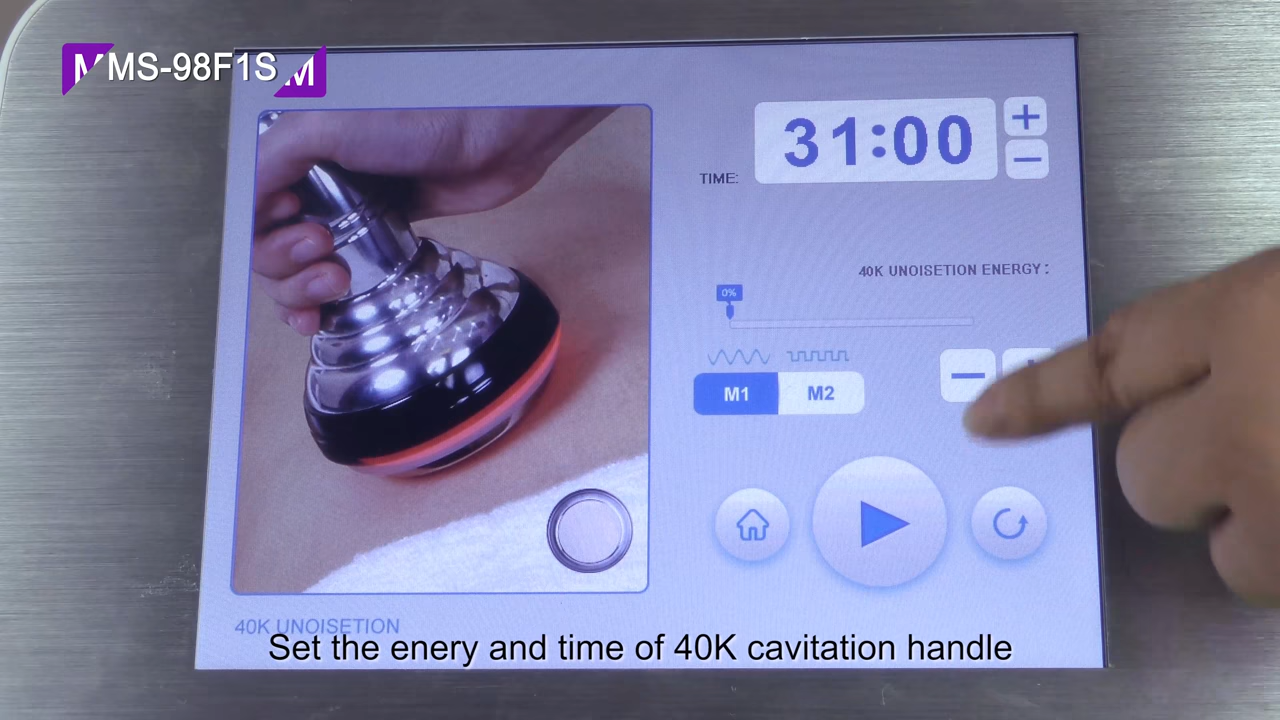 M MS-98F1S M
31:00
TIME:
40K UNOISETION ENERGY:
0%
M1 M2
40K UNOISETION
Set the enery and time of 40K cavitation handle